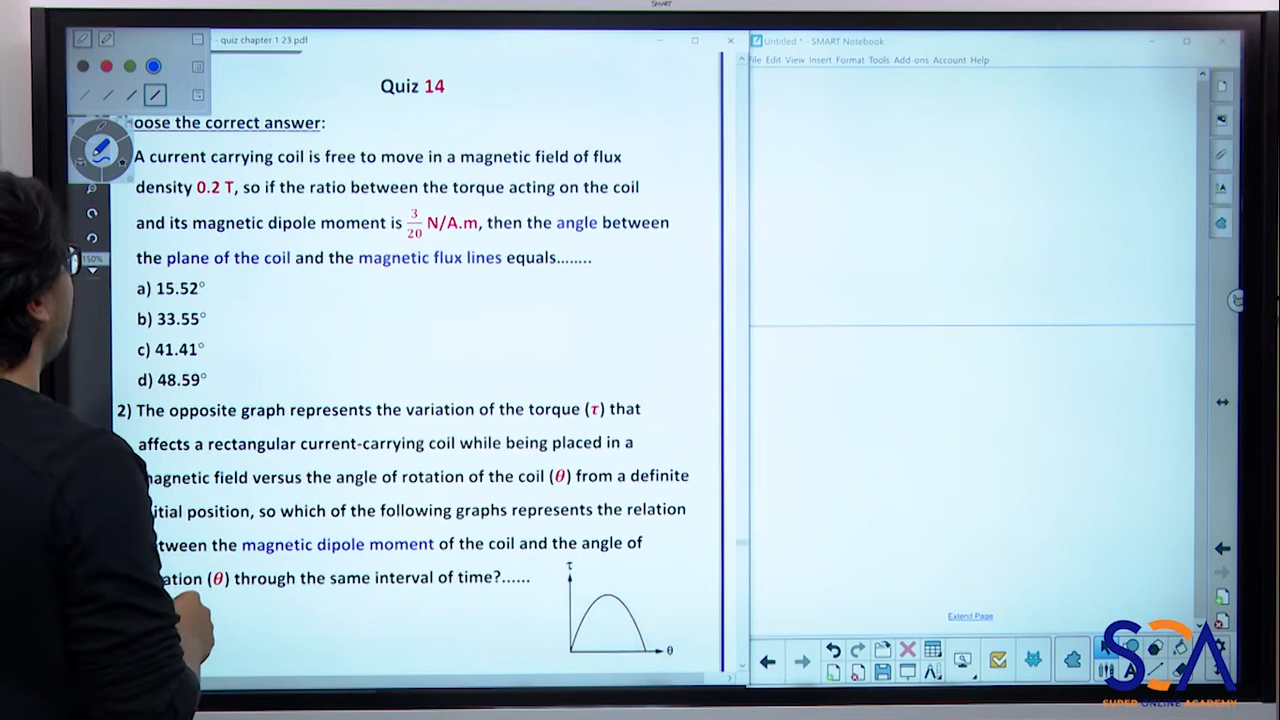 SMART
- quiz chapter 1 23 pdf
Untitled * - SMART Notebook
File Edit View Insert Format Tools Add-ons Account Help
Quiz 14
oose the correct answer:
A current carrying coil is free to move in a magnetic field of flux
density 0.2 T, so if the ratio between the torque acting on the coil
and its magnetic dipole moment is 3/20 N/A.m, then the angle between
the plane of the coil and the magnetic flux lines equals........
150%
a) 15.52°
b) 33.55°
c) 41.41°
d) 48.59°
2) The opposite graph represents the variation of the torque (τ) that
affects a rectangular current-carrying coil while being placed in a
magnetic field versus the angle of rotation of the coil (θ) from a definite
itial position, so which of the following graphs represents the relation
tween the magnetic dipole moment of the coil and the angle of
ation (θ) through the same interval of time?......
τ
θ
Extend Page
SOA
SUPER ONLINE ACADEMY